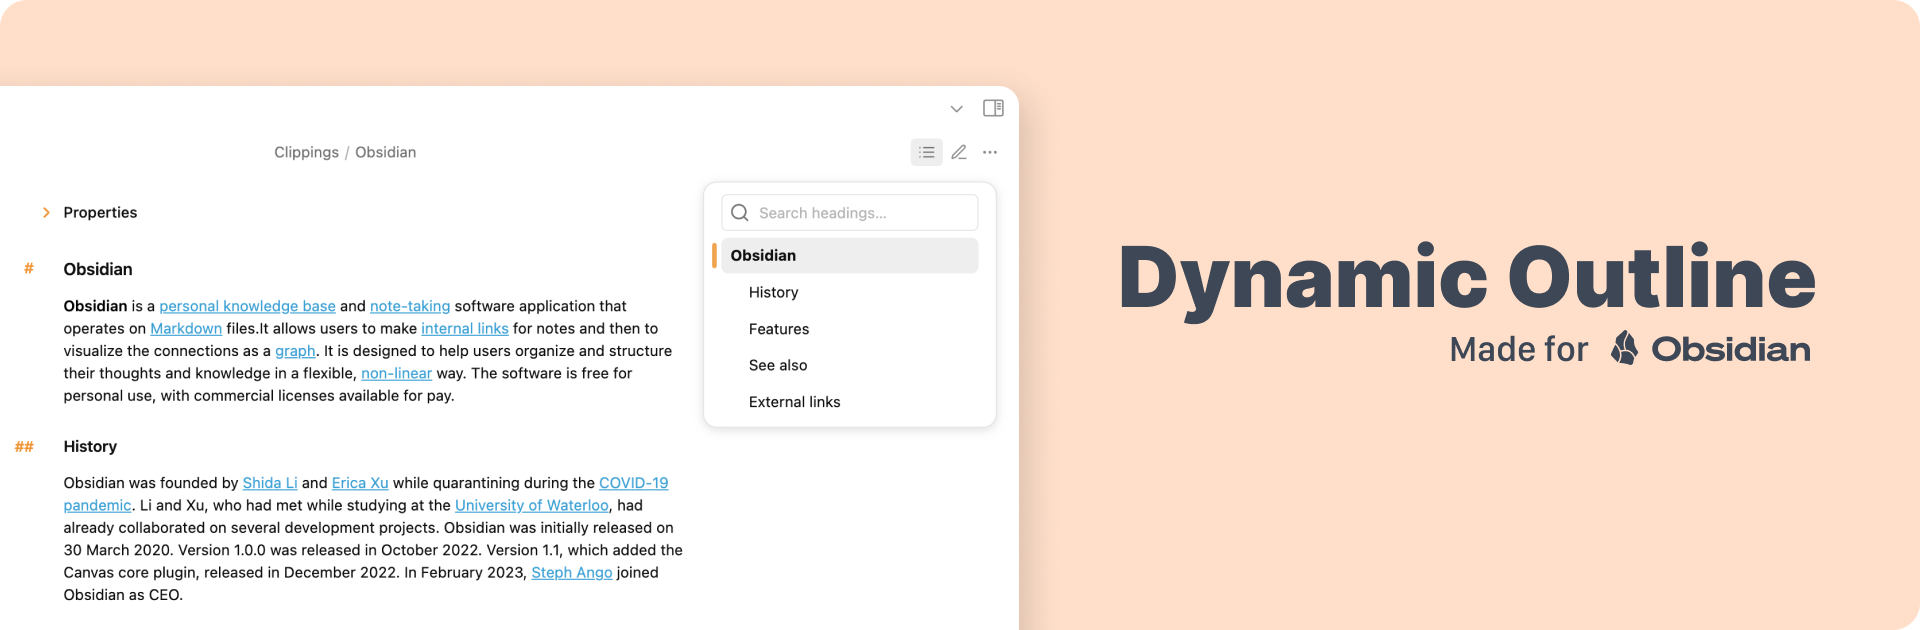 Clippings / Obsidian
Properties
# Obsidian
Obsidian is a personal knowledge base and note-taking software application that
operates on Markdown files.It allows users to make internal links for notes and then to
visualize the connections as a graph. It is designed to help users organize and structure
their thoughts and knowledge in a flexible, non-linear way. The software is free for
personal use, with commercial licenses available for pay.
## History
Obsidian was founded by Shida Li and Erica Xu while quarantining during the COVID-19
pandemic. Li and Xu, who had met while studying at the University of Waterloo, had
already collaborated on several development projects. Obsidian was initially released on
30 March 2020. Version 1.0.0 was released in October 2022. Version 1.1, which added the
Canvas core plugin, released in December 2022. In February 2023, Steph Ango joined
Obsidian as CEO.
Search headings...
Obsidian
History
Features
See also
External links
Dynamic Outline
Made for Obsidian